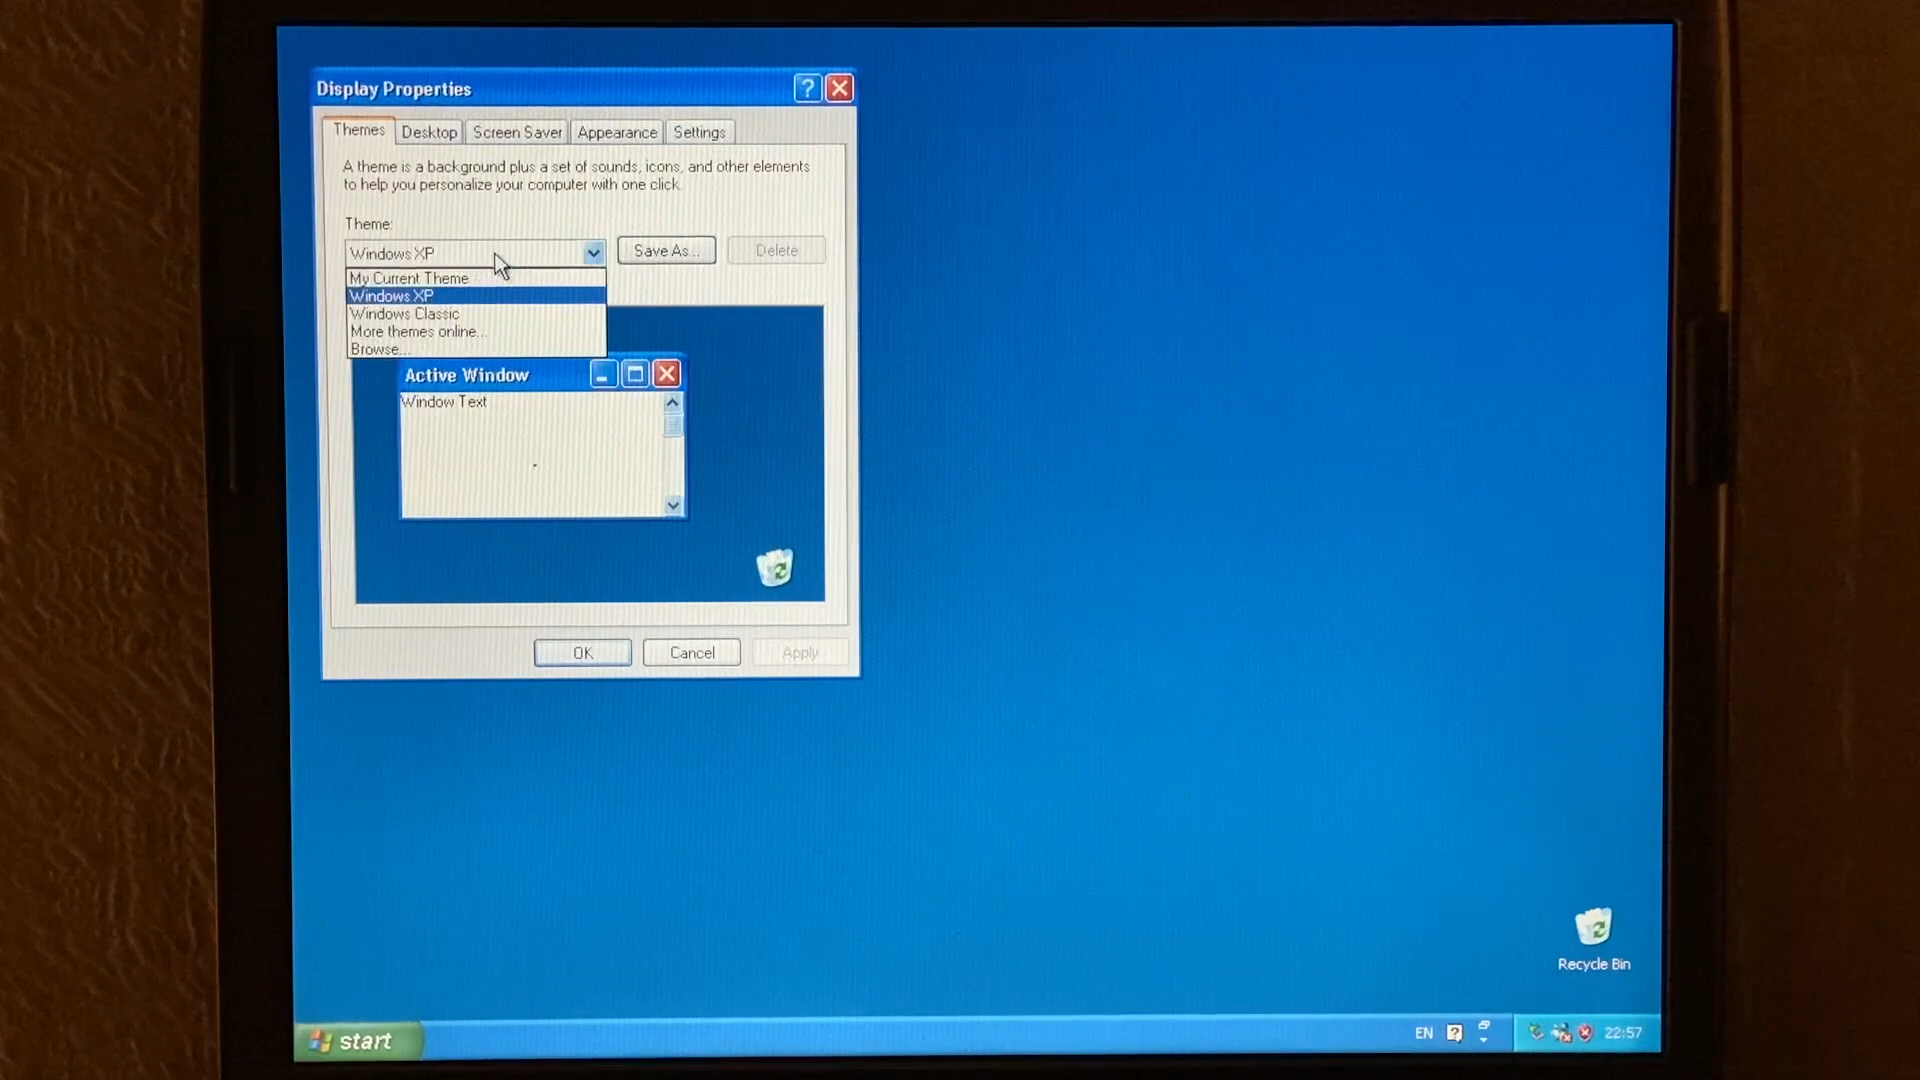 Display Properties
Themes Desktop Screen Saver Appearance Settings
A theme is a background plus a set of sounds, icons, and other elements
to help you personalize your computer with one click.
Theme:
Windows XP
Save As...
Delete
My Current Theme
Windows XP
Windows Classic
More themes online...
Browse...
Active Window
Window Text
OK
Cancel
Apply
Recycle Bin
start
EN
22:57